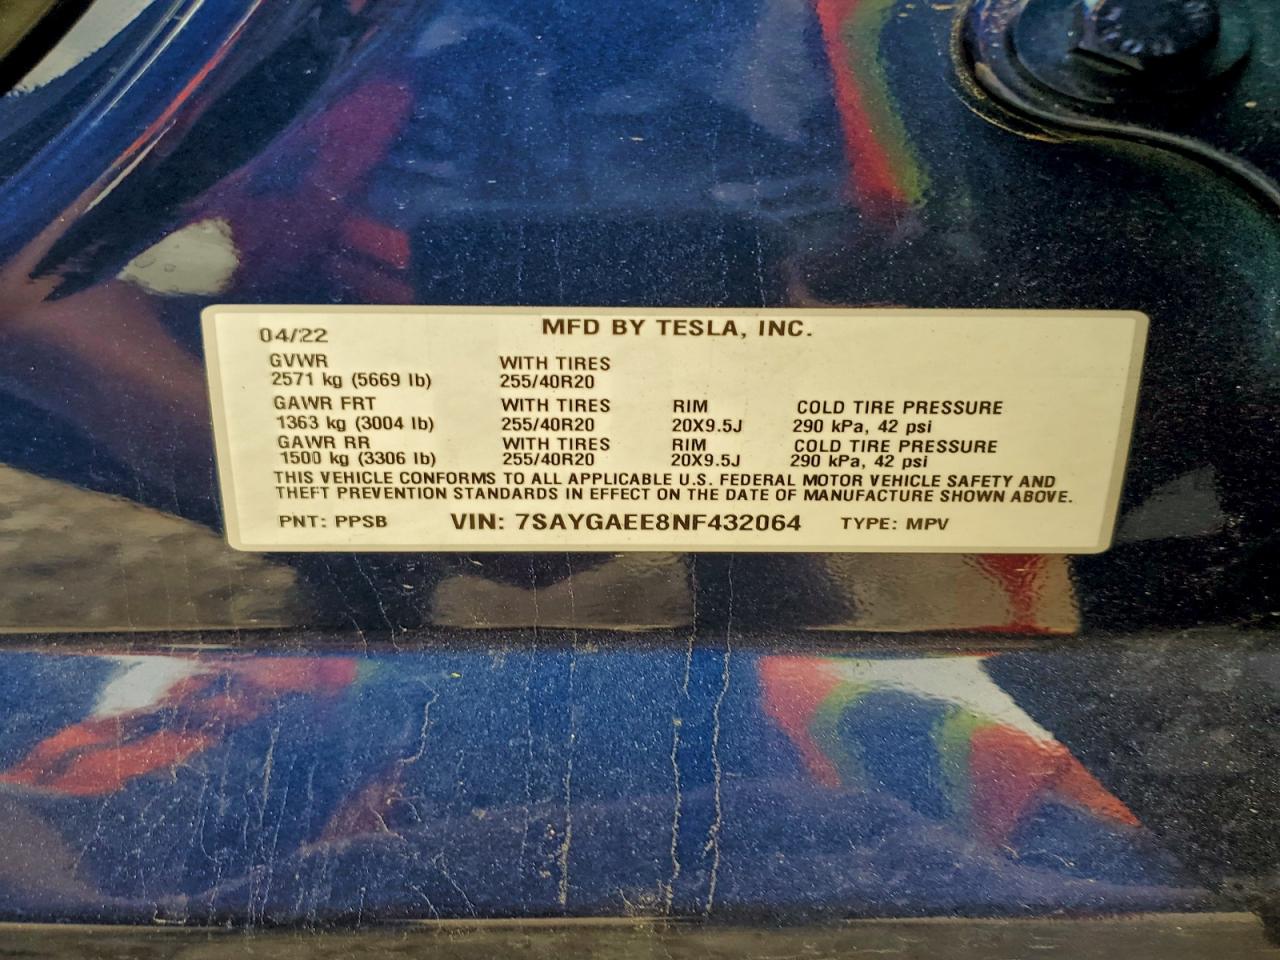 04/22 MFD BY TESLA, INC.
GVWR WITH TIRES
2571 kg (5669 lb) 255/40R20
GAWR FRT WITH TIRES RIM COLD TIRE PRESSURE
1363 kg (3004 lb) 255/40R20 20X9.5J 290 kPa, 42 psi
GAWR RR WITH TIRES RIM COLD TIRE PRESSURE
1500 kg (3306 lb) 255/40R20 20X9.5J 290 kPa, 42 psi
THIS VEHICLE CONFORMS TO ALL APPLICABLE U.S. FEDERAL MOTOR VEHICLE SAFETY AND
THEFT PREVENTION STANDARDS IN EFFECT ON THE DATE OF MANUFACTURE SHOWN ABOVE.
PNT: PPSB VIN: 7SAYGAEE8NF432064 TYPE: MPV